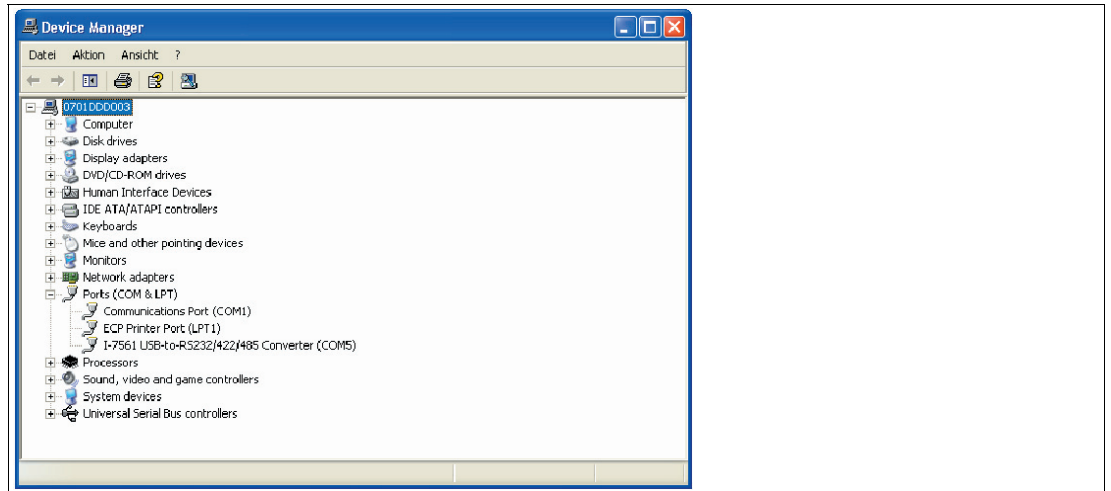 Device Manager
Datei Aktion Ansicht ?
0701DDD003
Computer
Disk drives
Display adapters
DVD/CD-ROM drives
Human Interface Devices
IDE ATA/ATAPI controllers
Keyboards
Mice and other pointing devices
Monitors
Network adapters
Ports (COM & LPT)
Communications Port (COM1)
ECP Printer Port (LPT1)
I-7561 USB-to-RS232/422/485 Converter (COM5)
Processors
Sound, video and game controllers
System devices
Universal Serial Bus controllers